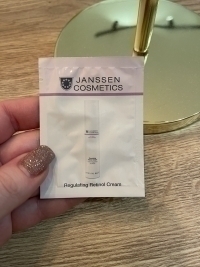 JANSSEN
COSMETICS
Regulating Retinol Cream